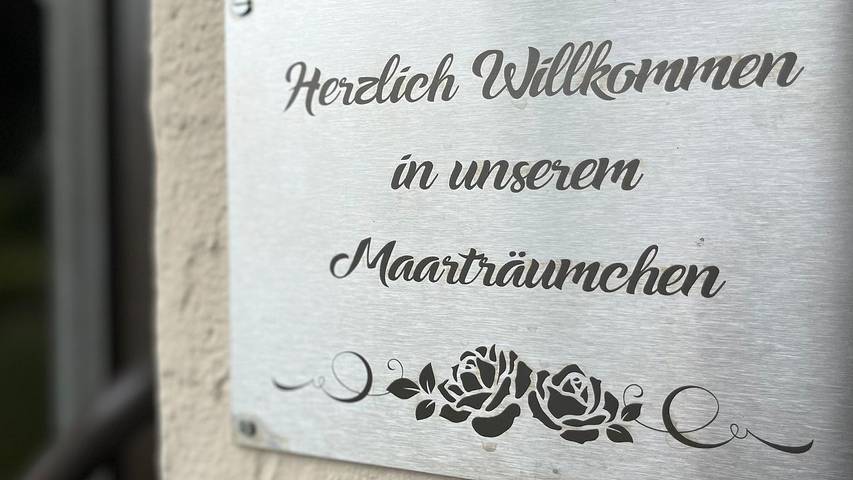 Herzlich Willkommen
in unserem
Maarträumchen